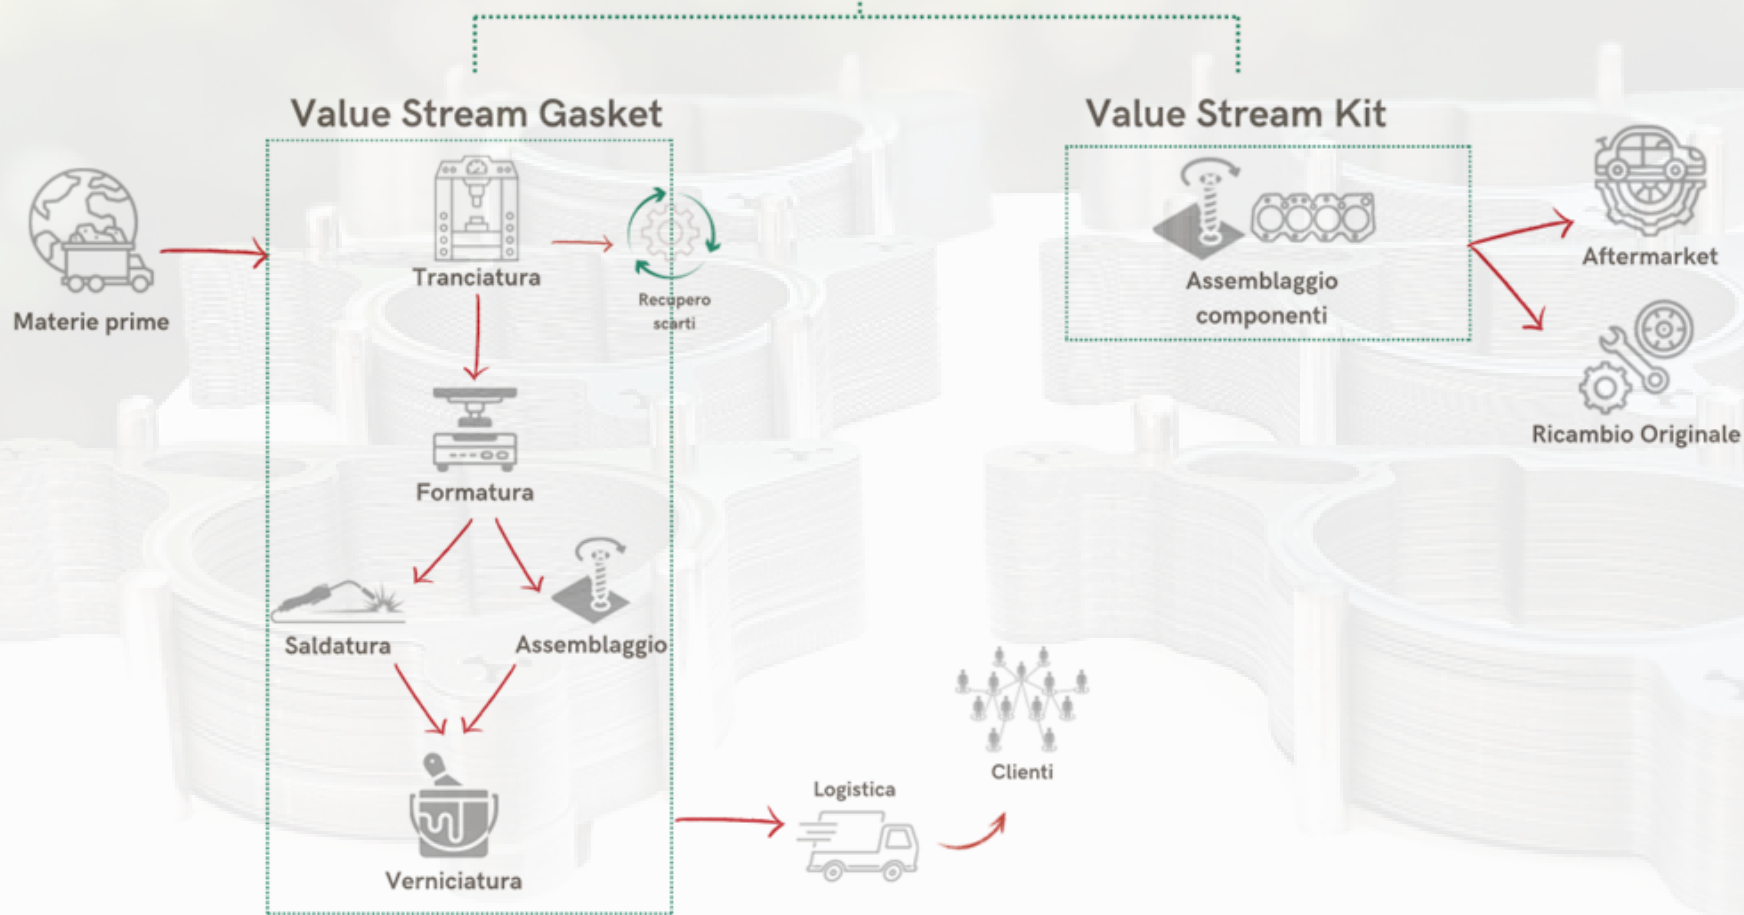 Value Stream Gasket
Value Stream Kit
Materie prime
Tranciatura
Recupero
scarti
Formatura
Saldatura
Assemblaggio
Verniciatura
Logistica
Clienti
Assemblaggio
componenti
Aftermarket
Ricambio Originale